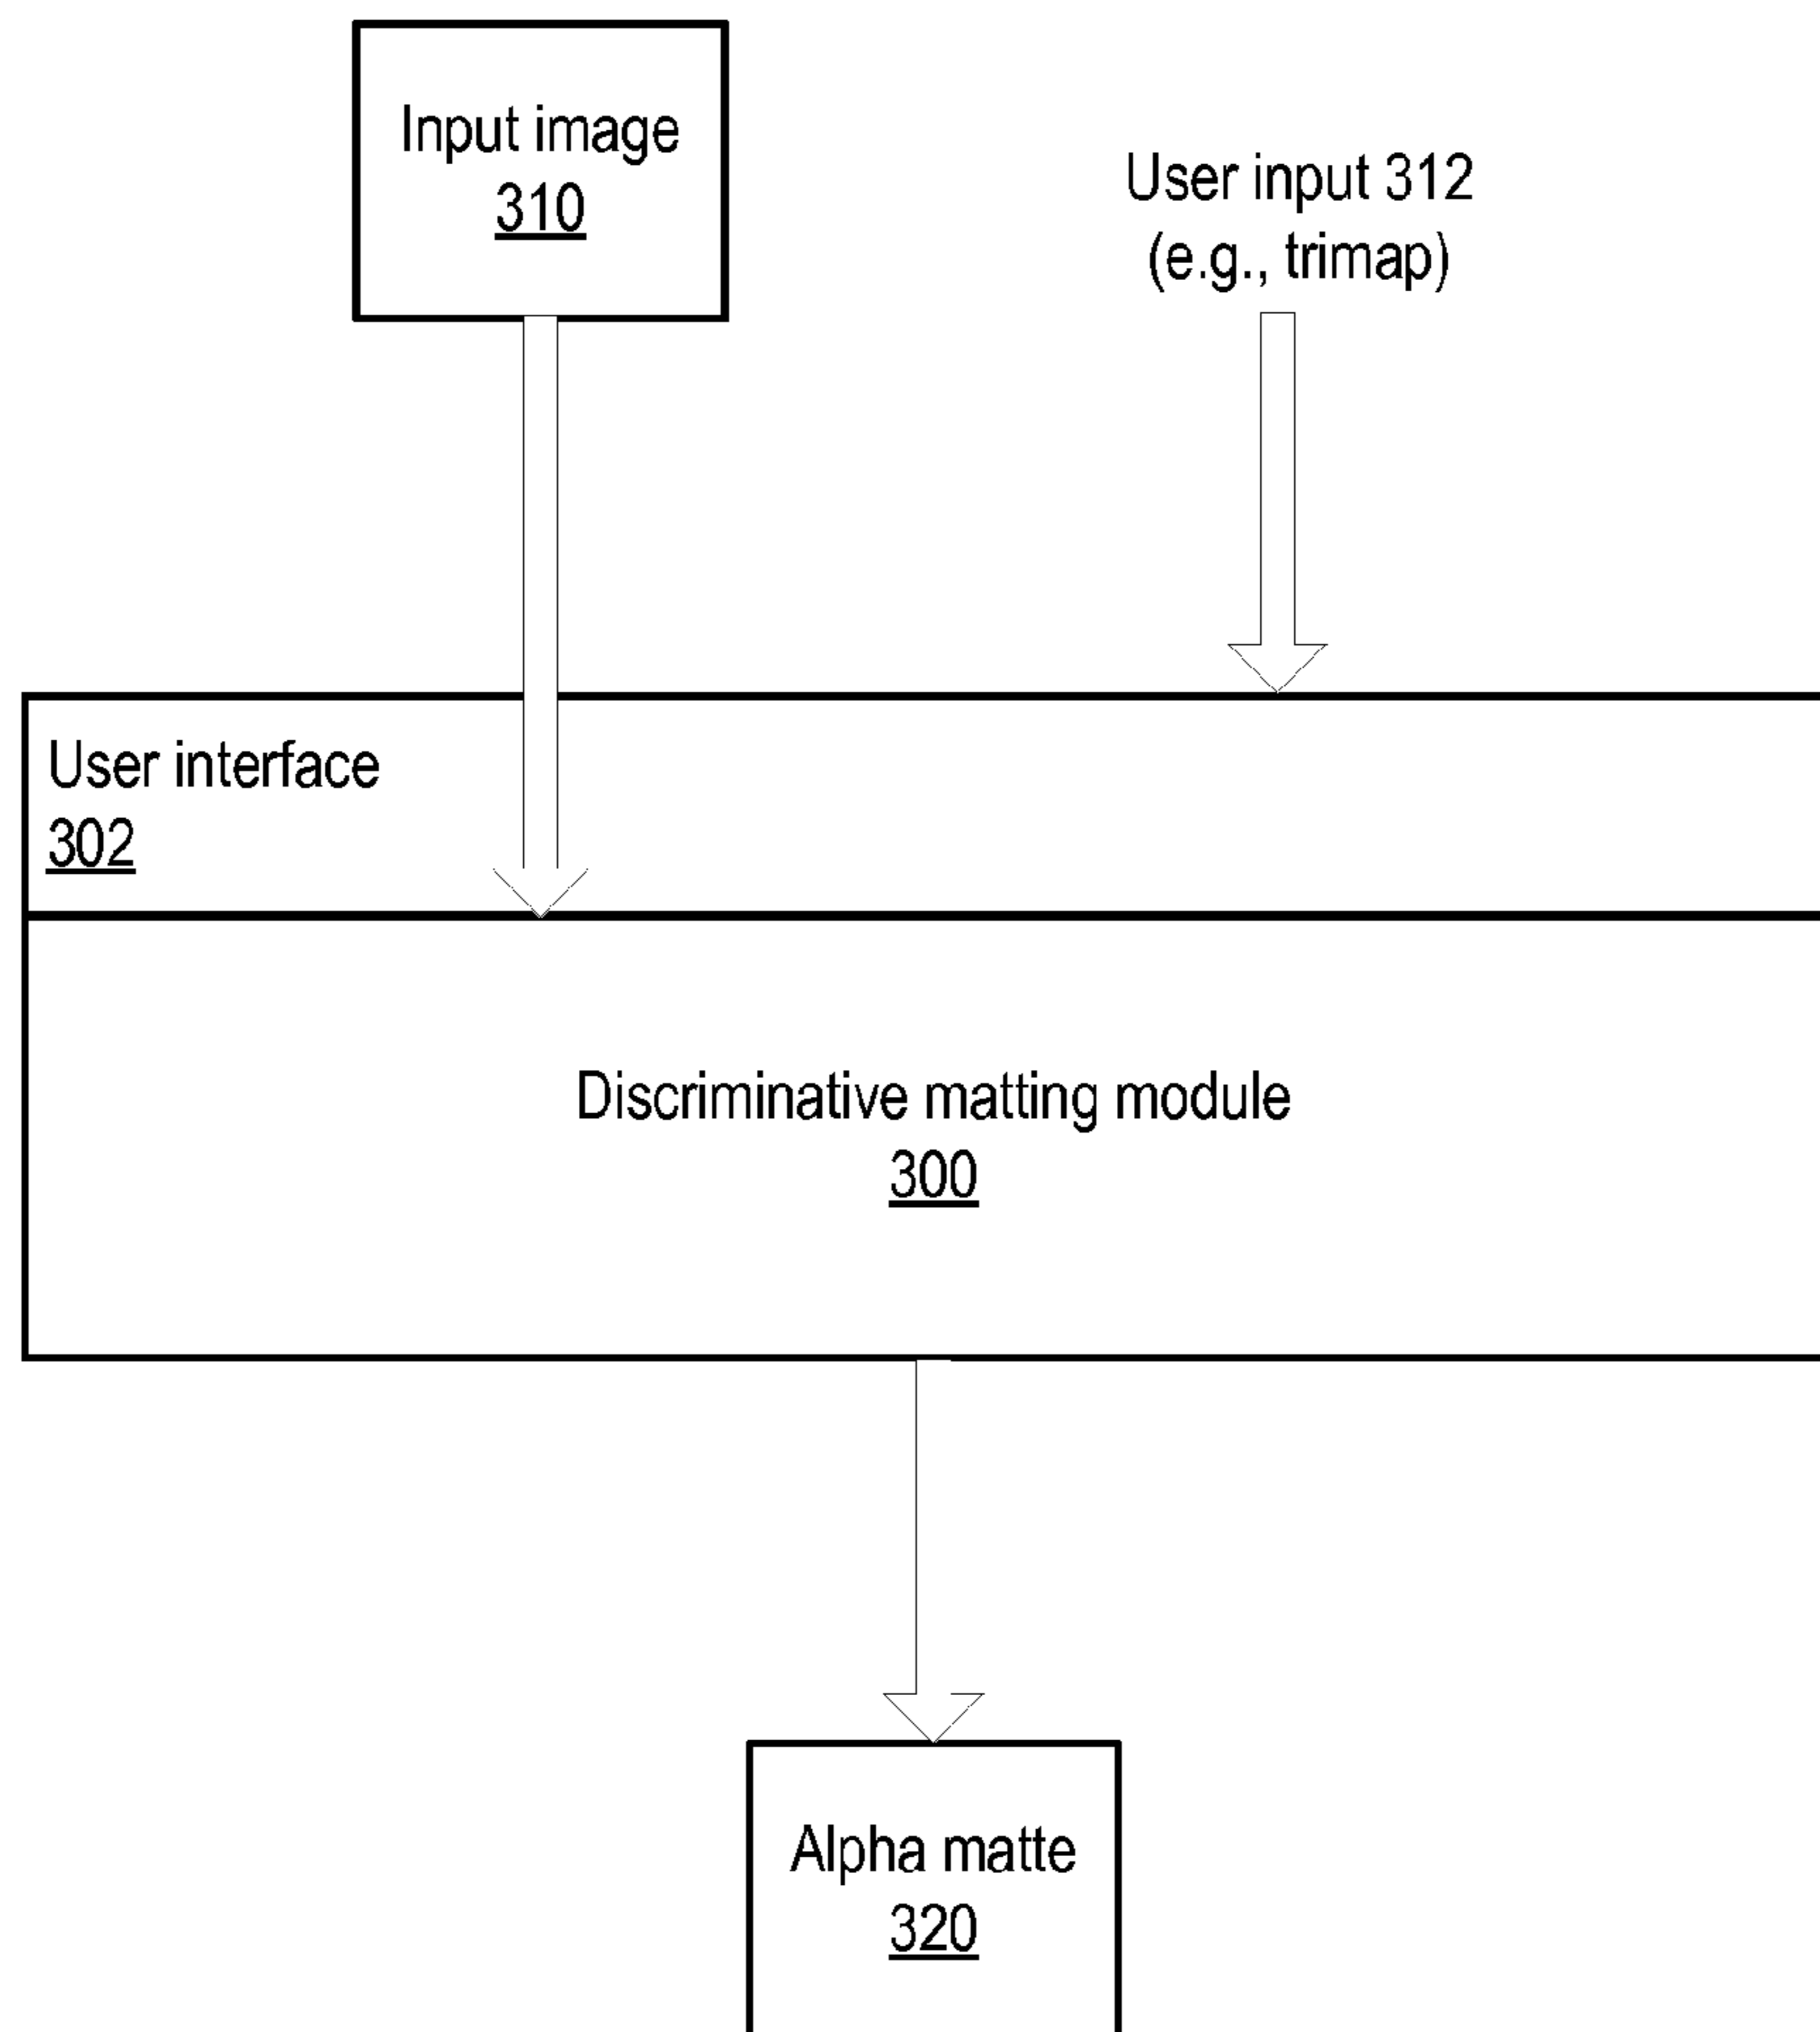 Input image
310
User input 312
(e.g., trimap)
User interface
302
Discriminative matting module
300
Alpha matte
320